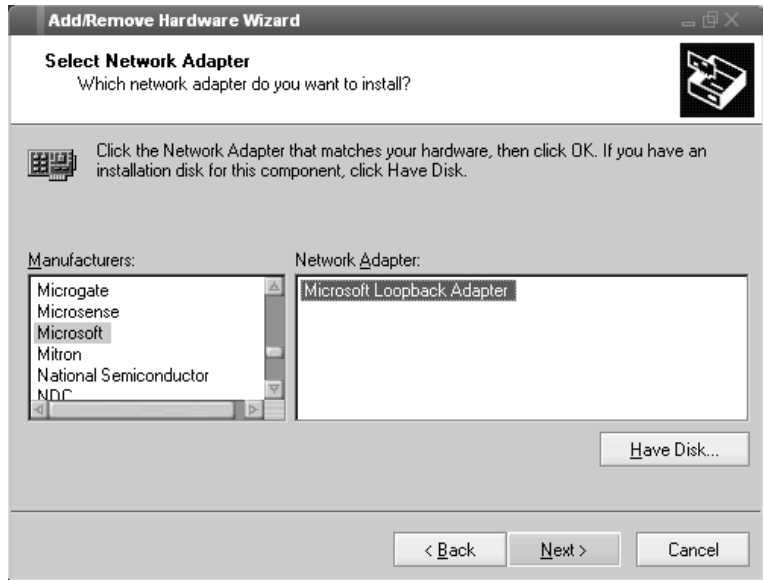 Add/Remove Hardware Wizard
Select Network Adapter
Which network adapter do you want to install?
Click the Network Adapter that matches your hardware, then click OK. If you have an
installation disk for this component, click Have Disk.
Manufacturers:
Network Adapter:
Microgate
Microsense
Microsoft
Mitron
National Semiconductor
NDC
Microsoft Loopback Adapter
Have Disk...
< Back
Next >
Cancel